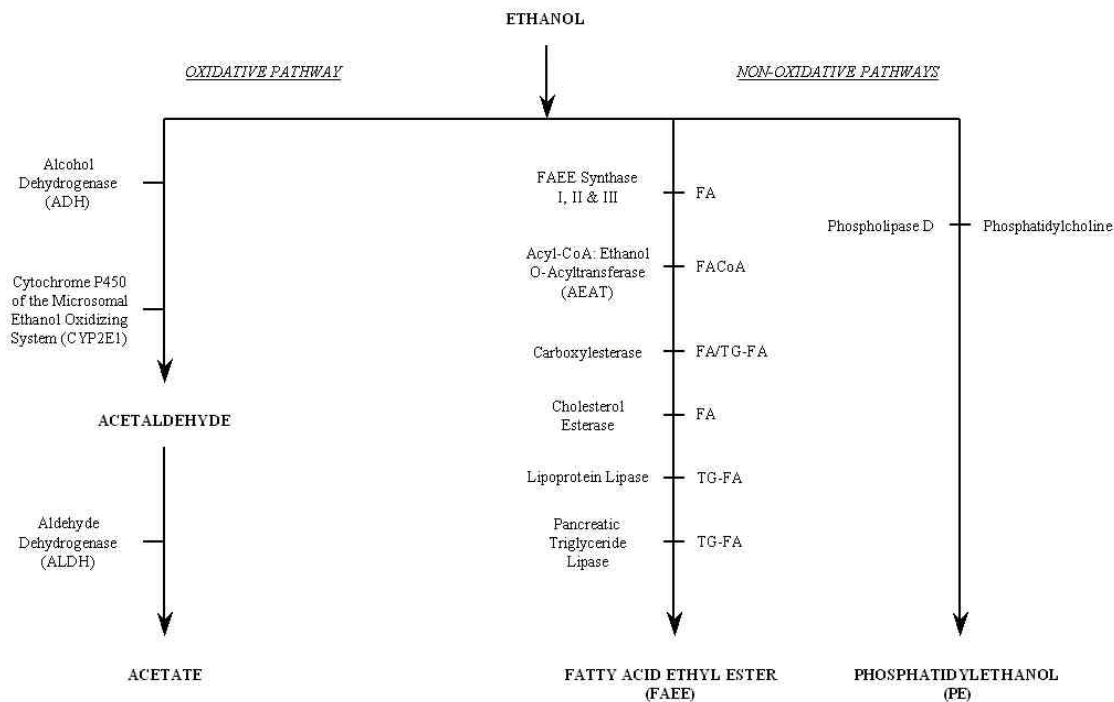 ETHANOL
OXIDATIVE PATHWAY
NON-OXIDATIVE PATHWAYS
Alcohol
Dehydrogenase
(ADH)
Cytochrome P450
of the Microsomal
Ethanol Oxidizing
System (CYP2E1)
ACETALDEHYDE
Aldehyde
Dehydrogenase
(ALDH)
ACETATE
FAEE Synthase
I, II & III
FA
Acyl-CoA: Ethanol
O-Acyltransferase
(AEAT)
FACoA
Carboxylesterase
FA/TG-FA
Cholesterol
Esterase
FA
Lipoprotein Lipase
TG-FA
Pancreatic
Triglyceride
Lipase
TG-FA
FATTY ACID ETHYL ESTER
(FAEE)
Phospholipase D
Phosphatidylcholine
PHOSPHATIDYLETHANOL
(PE)